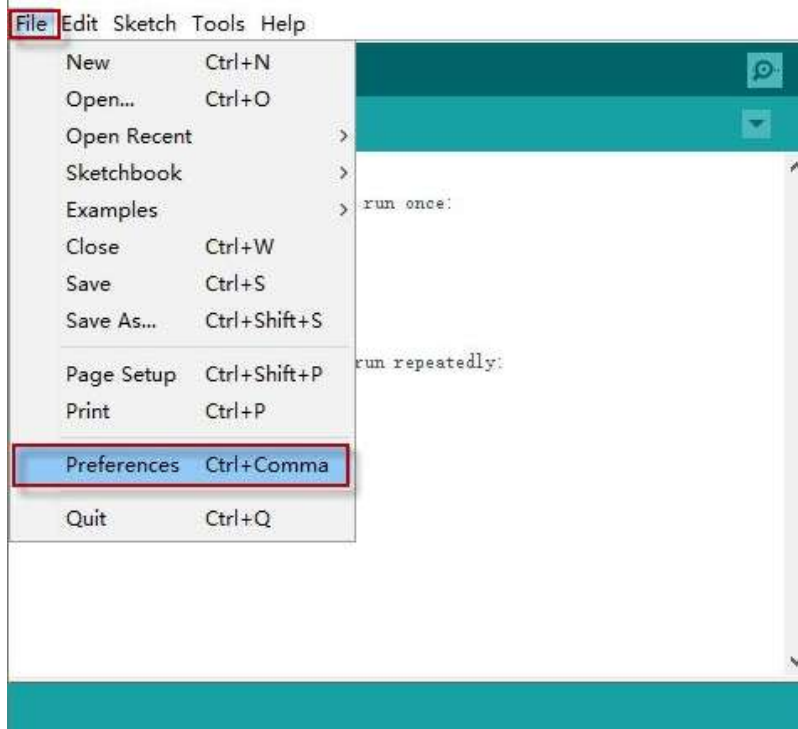 File Edit Sketch Tools Help
New Ctrl+N
Open... Ctrl+O
Open Recent >
Sketchbook >
Examples >
run once:
Close Ctrl+W
Save Ctrl+S
Save As... Ctrl+Shift+S
Page Setup Ctrl+Shift+P
run repeatedly:
Print Ctrl+P
Preferences Ctrl+Comma
Quit Ctrl+Q